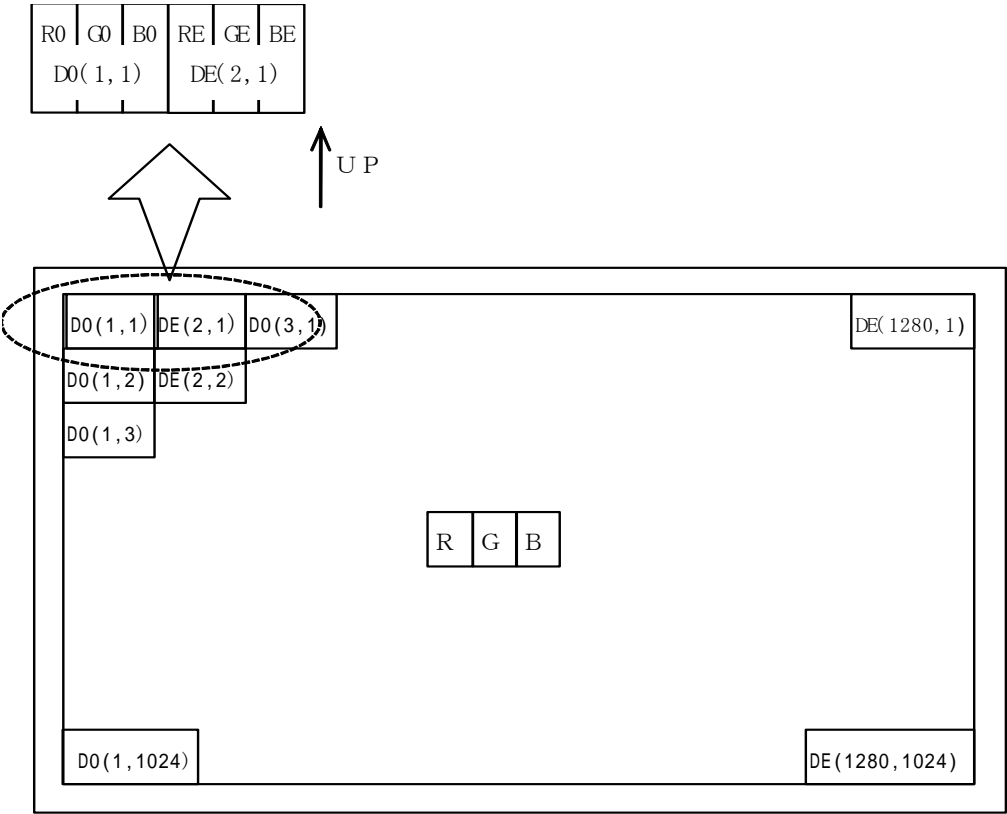 R0 G0 B0 RE GE BE
D0(1,1) DE(2,1)
UP
D0(1,1) DE(2,1) D0(3,1) DE(1280,1)
D0(1,2) DE(2,2)
D0(1,3)
R G B
D0(1,1024) DE(1280,1024)